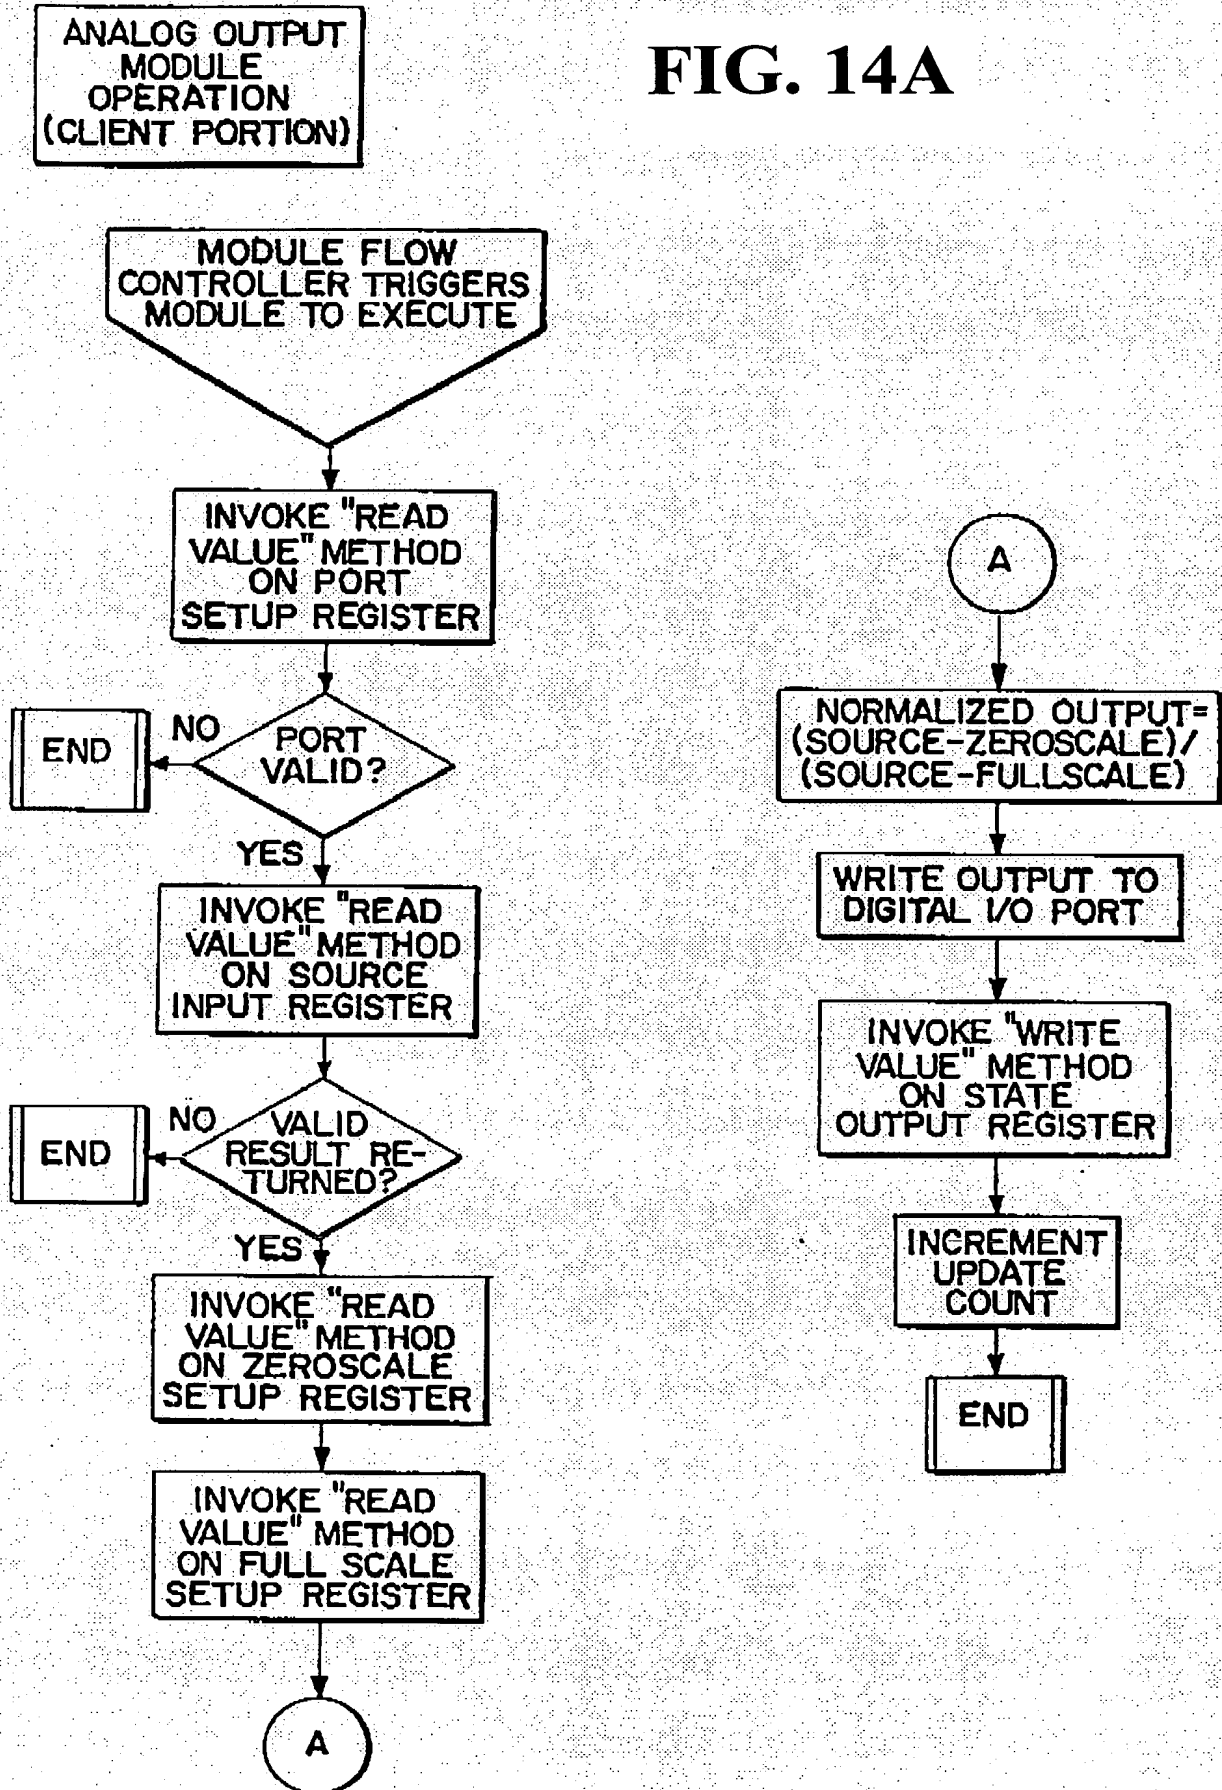 ANALOG OUTPUT
MODULE
OPERATION
(CLIENT PORTION)
FIG. 14A
MODULE FLOW
CONTROLLER TRIGGERS
MODULE TO EXECUTE
INVOKE "READ
VALUE" METHOD
ON PORT
SETUP REGISTER
PORT
VALID?
NO
END
YES
INVOKE "READ
VALUE" METHOD
ON SOURCE
INPUT REGISTER
VALID
RESULT RE-
TURNED?
NO
END
YES
INVOKE "READ
VALUE" METHOD
ON ZEROSCALE
SETUP REGISTER
INVOKE "READ
VALUE" METHOD
ON FULL SCALE
SETUP REGISTER
A
A
NORMALIZED OUTPUT=
(SOURCE-ZEROSCALE)/
(SOURCE-FULLSCALE)
WRITE OUTPUT TO
DIGITAL I/O PORT
INVOKE "WRITE
VALUE" METHOD
ON STATE
OUTPUT REGISTER
INCREMENT
UPDATE
COUNT
END